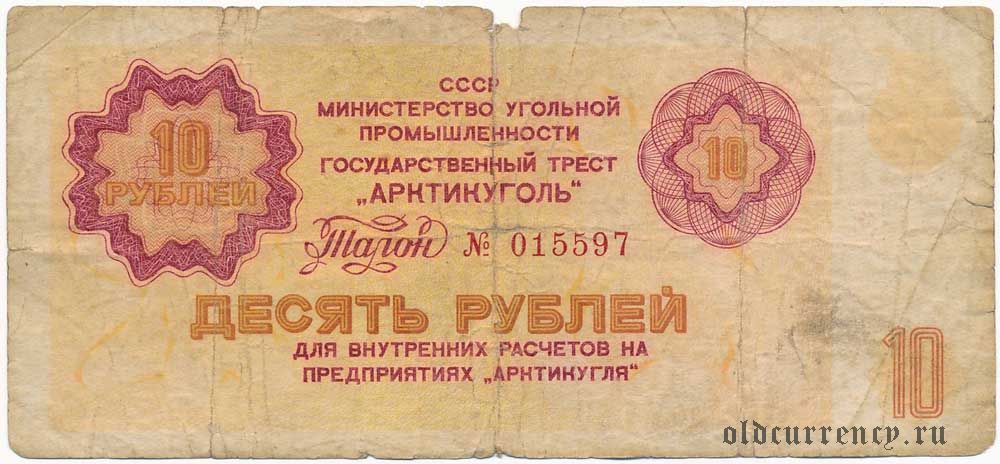 10
РУБЛЕЙ
СССР
МИНИСТЕРСТВО УГОЛЬНОЙ
ПРОМЫШЛЕННОСТИ
ГОСУДАРСТВЕННЫЙ ТРЕСТ
„АРКТИКУГОЛЬ“
Талон № 015597
10
ДЕСЯТЬ РУБЛЕЙ
ДЛЯ ВНУТРЕННИХ РАСЧЕТОВ НА
ПРЕДПРИЯТИЯХ „АРКТИКУГЛЯ“
10
oldcurrency.ru